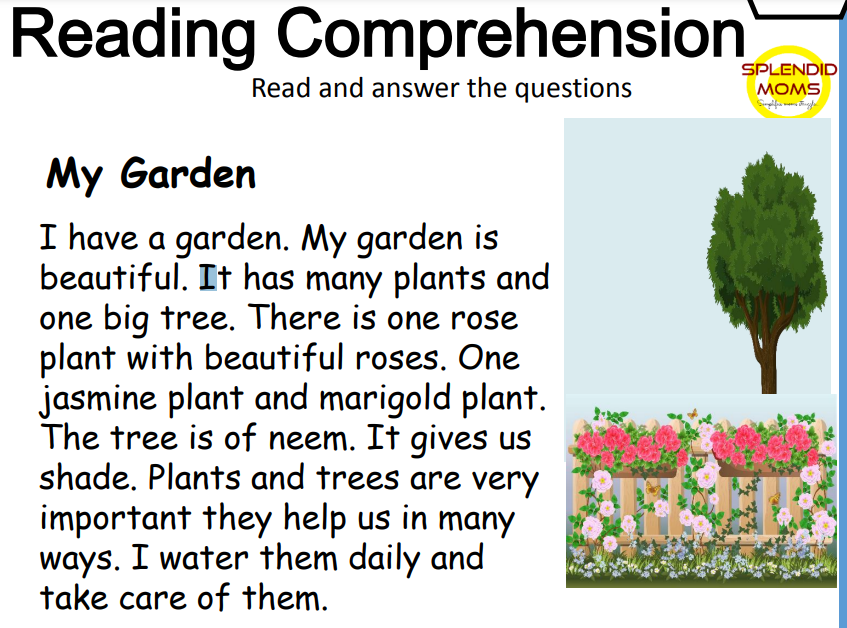 Reading Comprehension
Read and answer the questions
SPLENDID
MOMS
My Garden
I have a garden. My garden is
beautiful. It has many plants and
one big tree. There is one rose
plant with beautiful roses. One
jasmine plant and marigold plant.
The tree is of neem. It gives us
shade. Plants and trees are very
important they help us in many
ways. I water them daily and
take care of them.